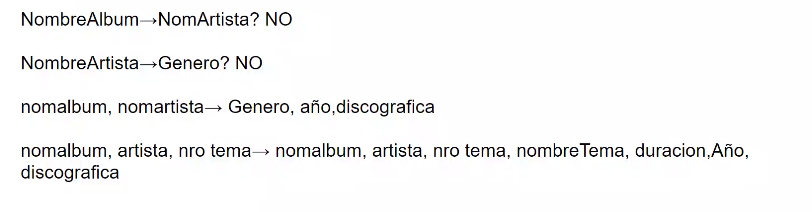 NombreAlbum→NomArtista? NO
NombreArtista→Genero? NO
nomalbum, nomartista→ Genero, año,discografica
nomalbum, artista, nro tema→ nomalbum, artista, nro tema, nombreTema, duracion,Año,
discografica